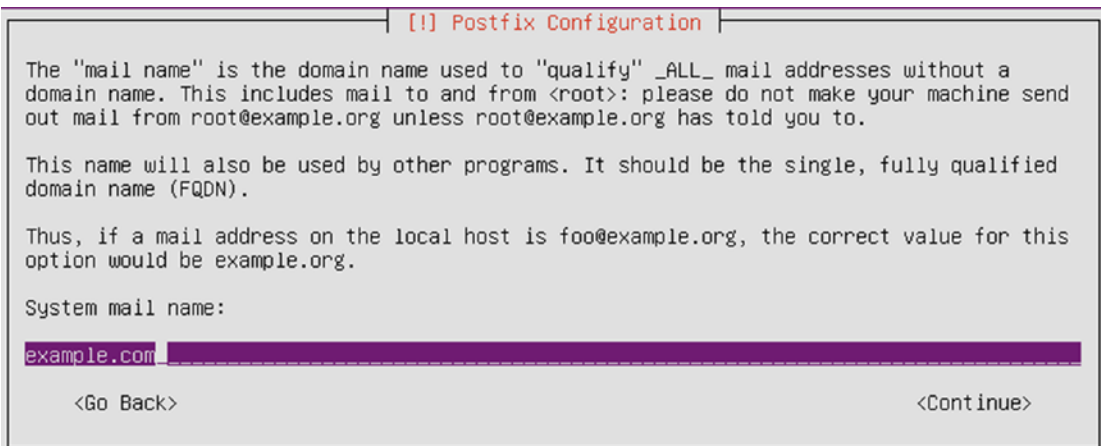 [!] Postfix Configuration
The "mail name" is the domain name used to "qualify" _ALL_ mail addresses without a
domain name. This includes mail to and from <root>: please do not make your machine send
out mail from root@example.org unless root@example.org has told you to.
This name will also be used by other programs. It should be the single, fully qualified
domain name (FQDN).
Thus, if a mail address on the local host is foo@example.org, the correct value for this
option would be example.org.
System mail name:
example.com
<Go Back> <Continue>